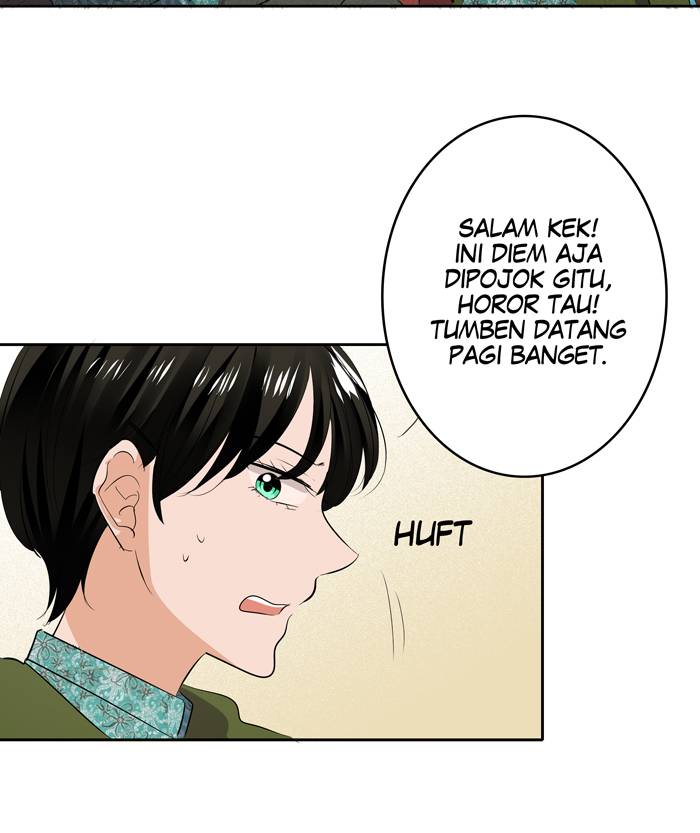 SALAM KEK!
INI DIEM AJA
DIPOJOK GITU,
HOROR TAU!
TUMBEN DATANG
PAGI BANGET.
HUFT